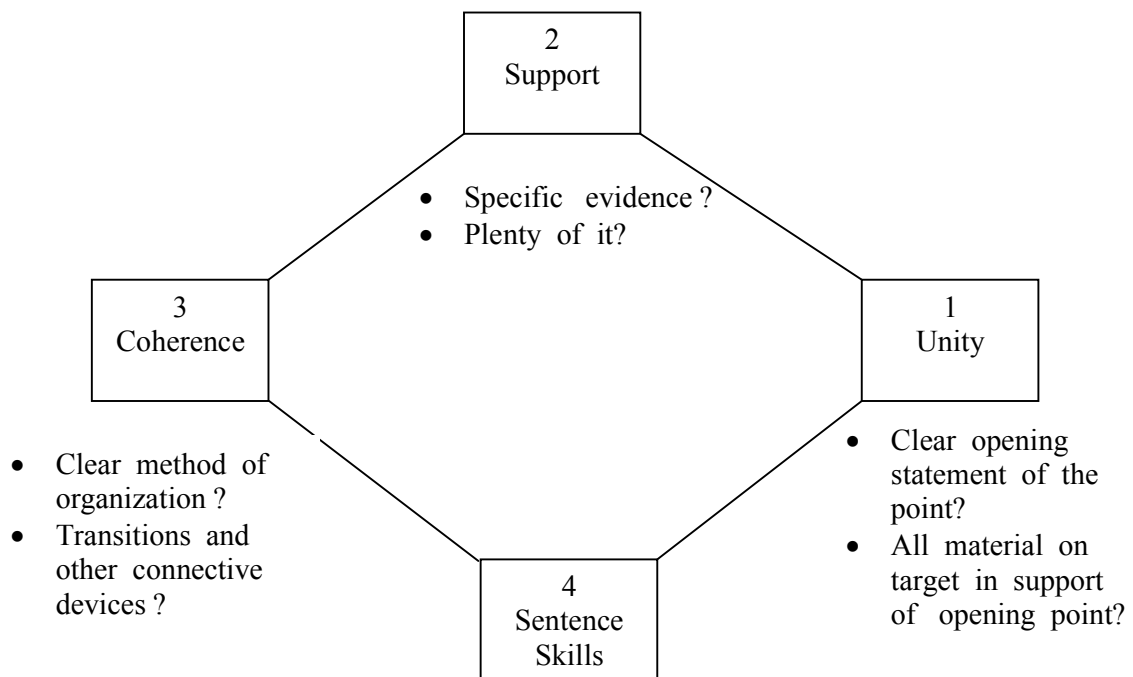 2
Support
• Specific evidence ?
• Plenty of it?
3
Coherence
1
Unity
• Clear method of
organization ?
• Transitions and
other connective
devices ?
• Clear opening
statement of the
point?
• All material on
target in support
of opening point?
4
Sentence
Skills